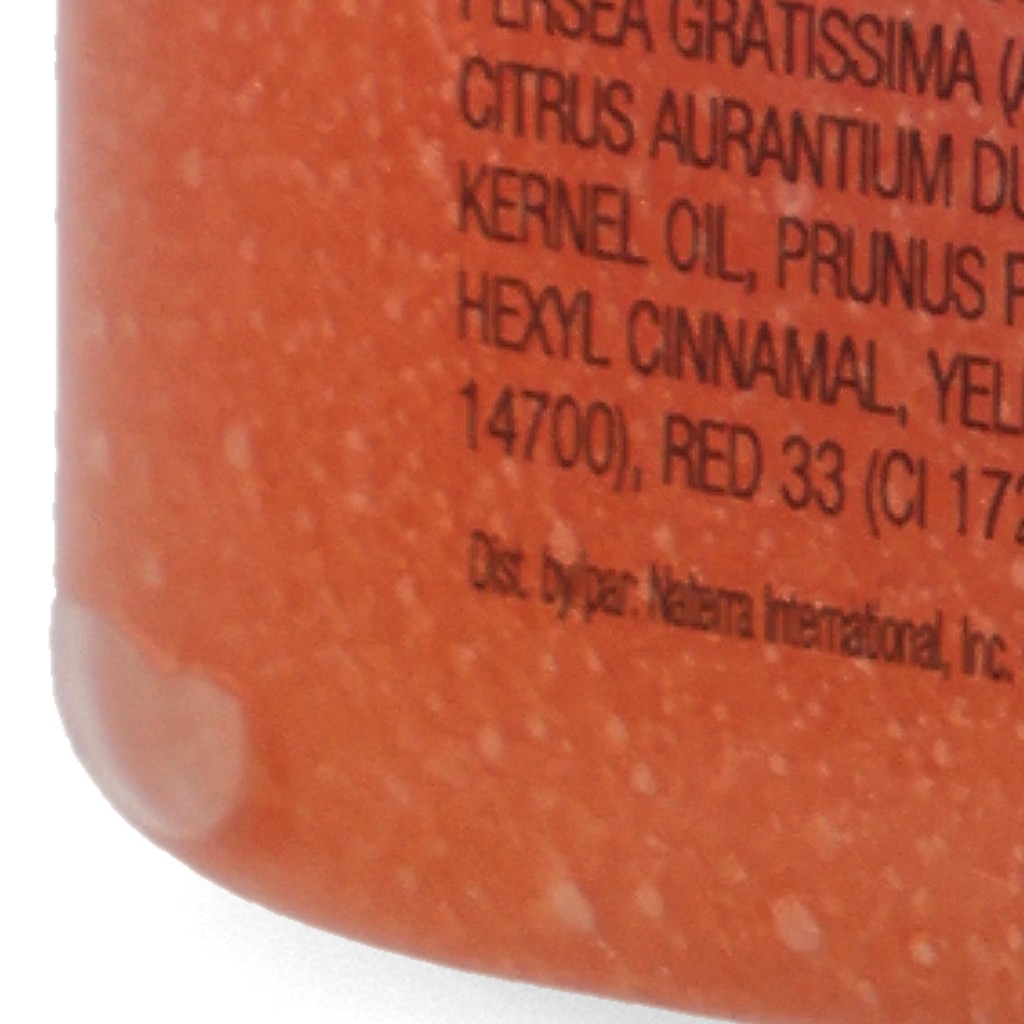 PERSEA GRATISSIMA (A
CITRUS AURANTIUM DU
KERNEL OIL, PRUNUS P
HEXYL CINNAMAL, YELL
14700), RED 33 (CI 172
Dist. by/par: Naterra International, Inc.